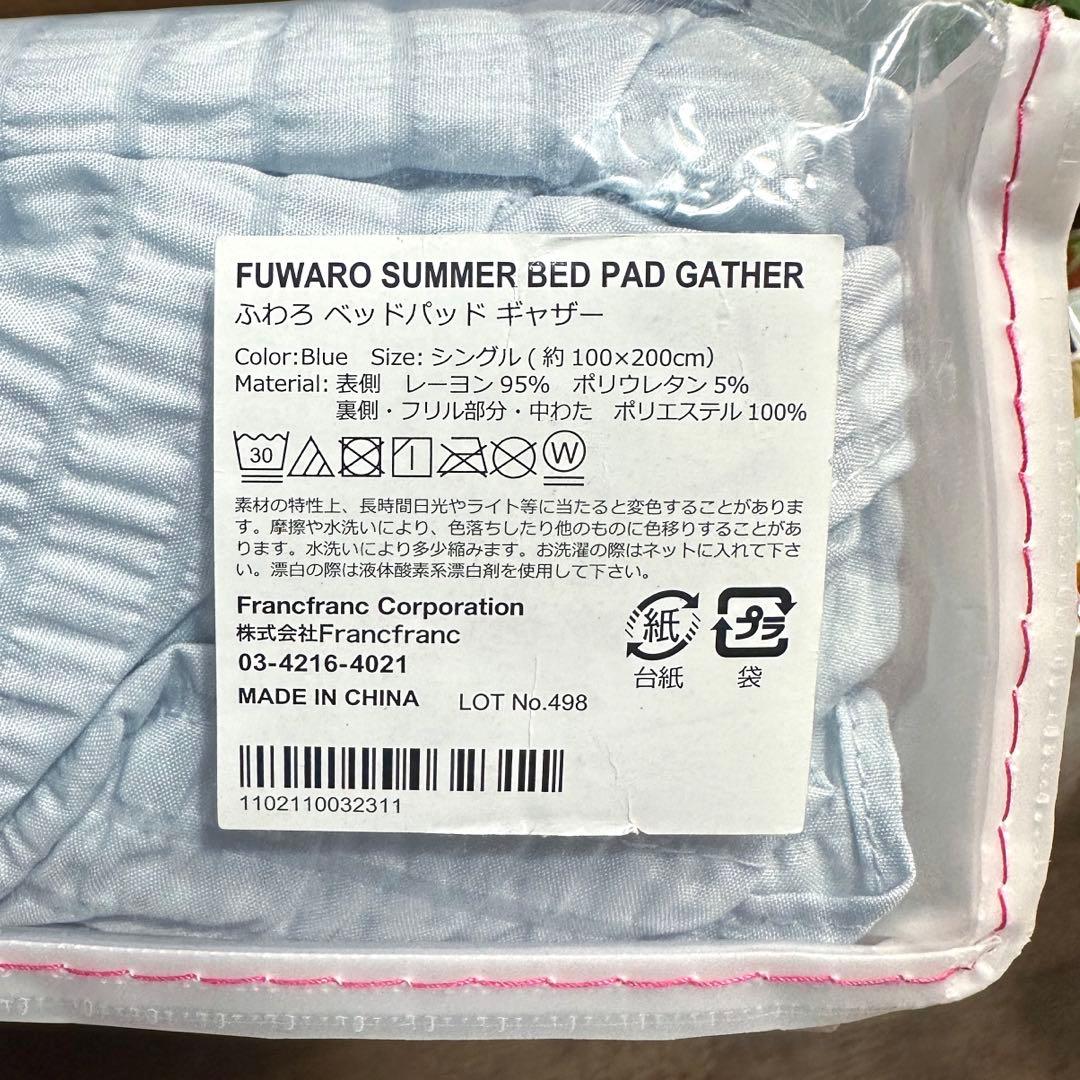 FUWARO SUMMER BED PAD GATHER
ふわろ ベッドパッド ギャザー
Color:Blue Size: シングル ( 約 100×200cm)
Material: 表側 レーヨン 95% ポリウレタン 5%
裏側・フリル部分・中わた ポリエステル 100%
30 W
素材の特性上、長時間日光やライト等に当たると変色することがありま
す。摩擦や水洗いにより、色落ちしたり他のものに色移りすることがあ
ります。水洗いにより多少縮みます。お洗濯の際はネットに入れて下さ
い。漂白の際は液体酸素系漂白剤を使用して下さい。
Francfranc Corporation
株式会社Francfranc
03-4216-4021
MADE IN CHINA LOT No.498
紙 プラ
台紙 袋
1102110032311